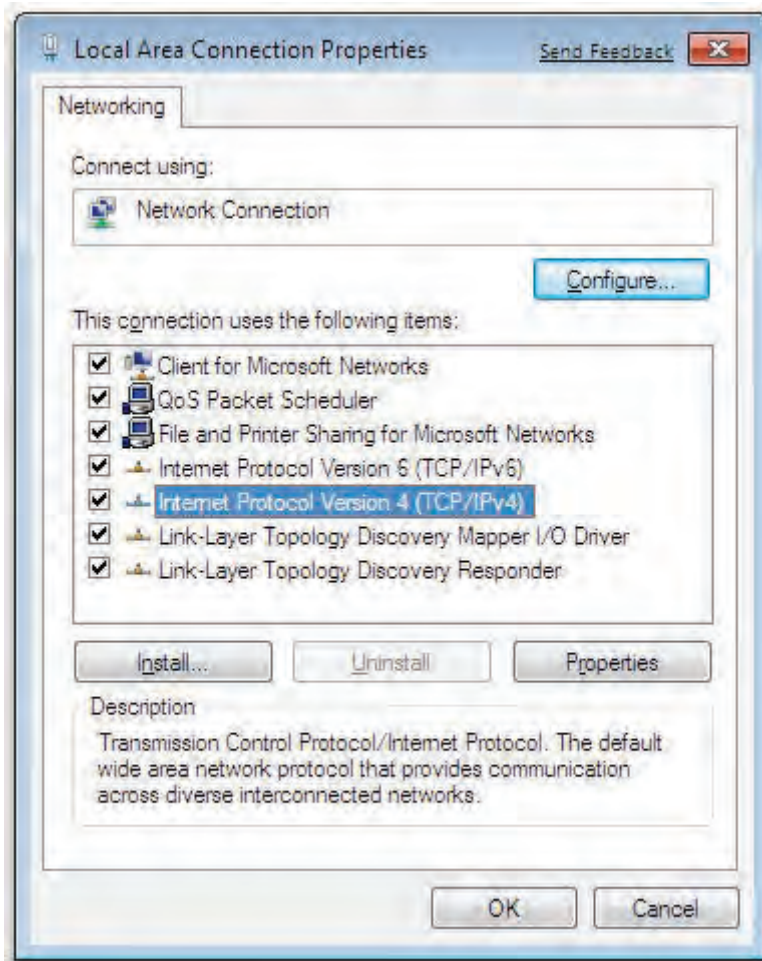 Local Area Connection Properties Send Feedback
Networking
Connect using:
Network Connection
Configure...
This connection uses the following items:
Client for Microsoft Networks
QoS Packet Scheduler
File and Printer Sharing for Microsoft Networks
Internet Protocol Version 6 (TCP/IPv6)
Internet Protocol Version 4 (TCP/IPv4)
Link-Layer Topology Discovery Mapper I/O Driver
Link-Layer Topology Discovery Responder
Install... Uninstall Properties
Description
Transmission Control Protocol/Internet Protocol. The default
wide area network protocol that provides communication
across diverse interconnected networks.
OK Cancel